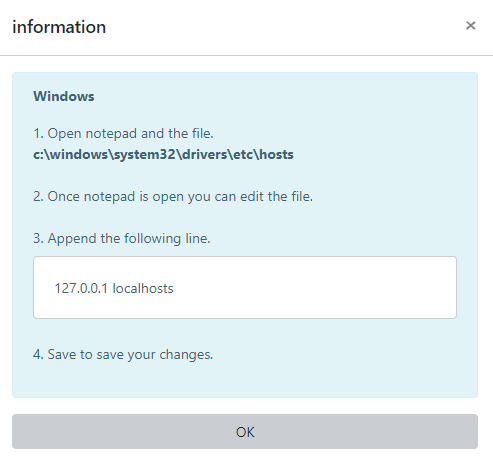 information
×
Windows
1. Open notepad and the file.
c:\windows\system32\drivers\etc\hosts
2. Once notepad is open you can edit the file.
3. Append the following line.
127.0.0.1 localhosts
4. Save to save your changes.
OK